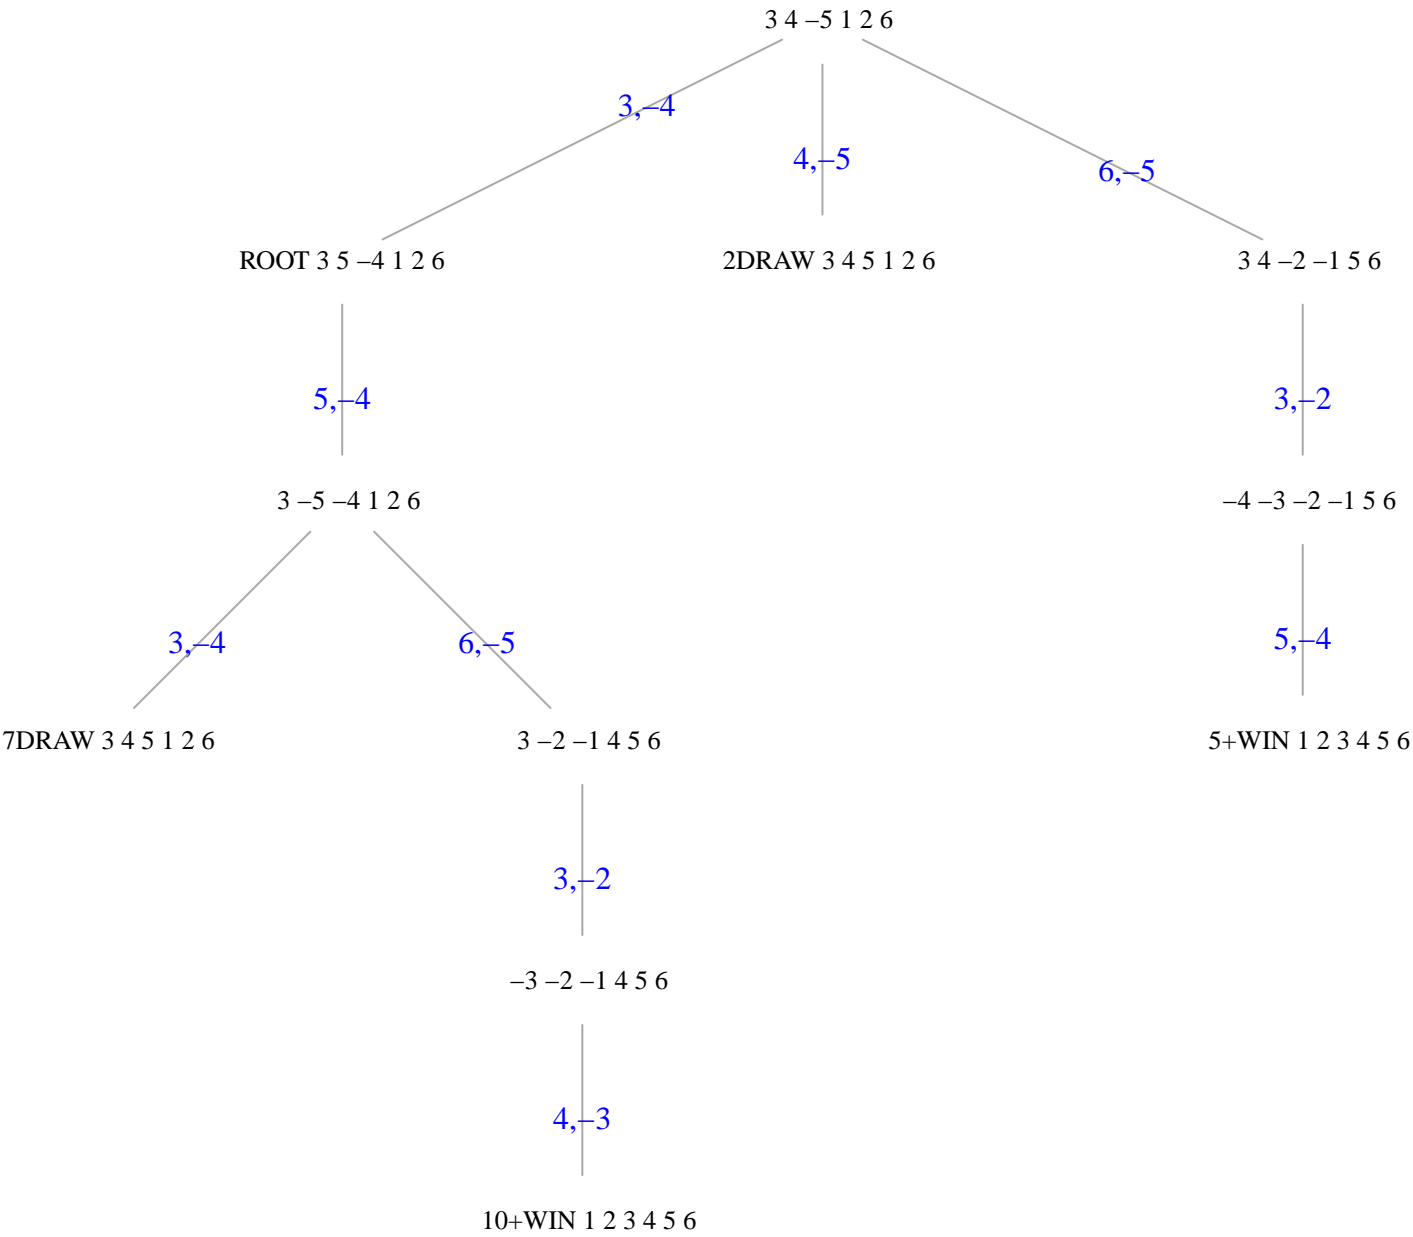 3 4 –5 1 2 6
3,–4
4,–5
6,–5
ROOT 3 5 –4 1 2 6
2DRAW 3 4 5 1 2 6
3 4 –2 –1 5 6
5,–4
3,–2
3 –5 –4 1 2 6
–4 –3 –2 –1 5 6
3,–4
6,–5
5,–4
7DRAW 3 4 5 1 2 6
3 –2 –1 4 5 6
5+WIN 1 2 3 4 5 6
3,–2
–3 –2 –1 4 5 6
4,–3
10+WIN 1 2 3 4 5 6